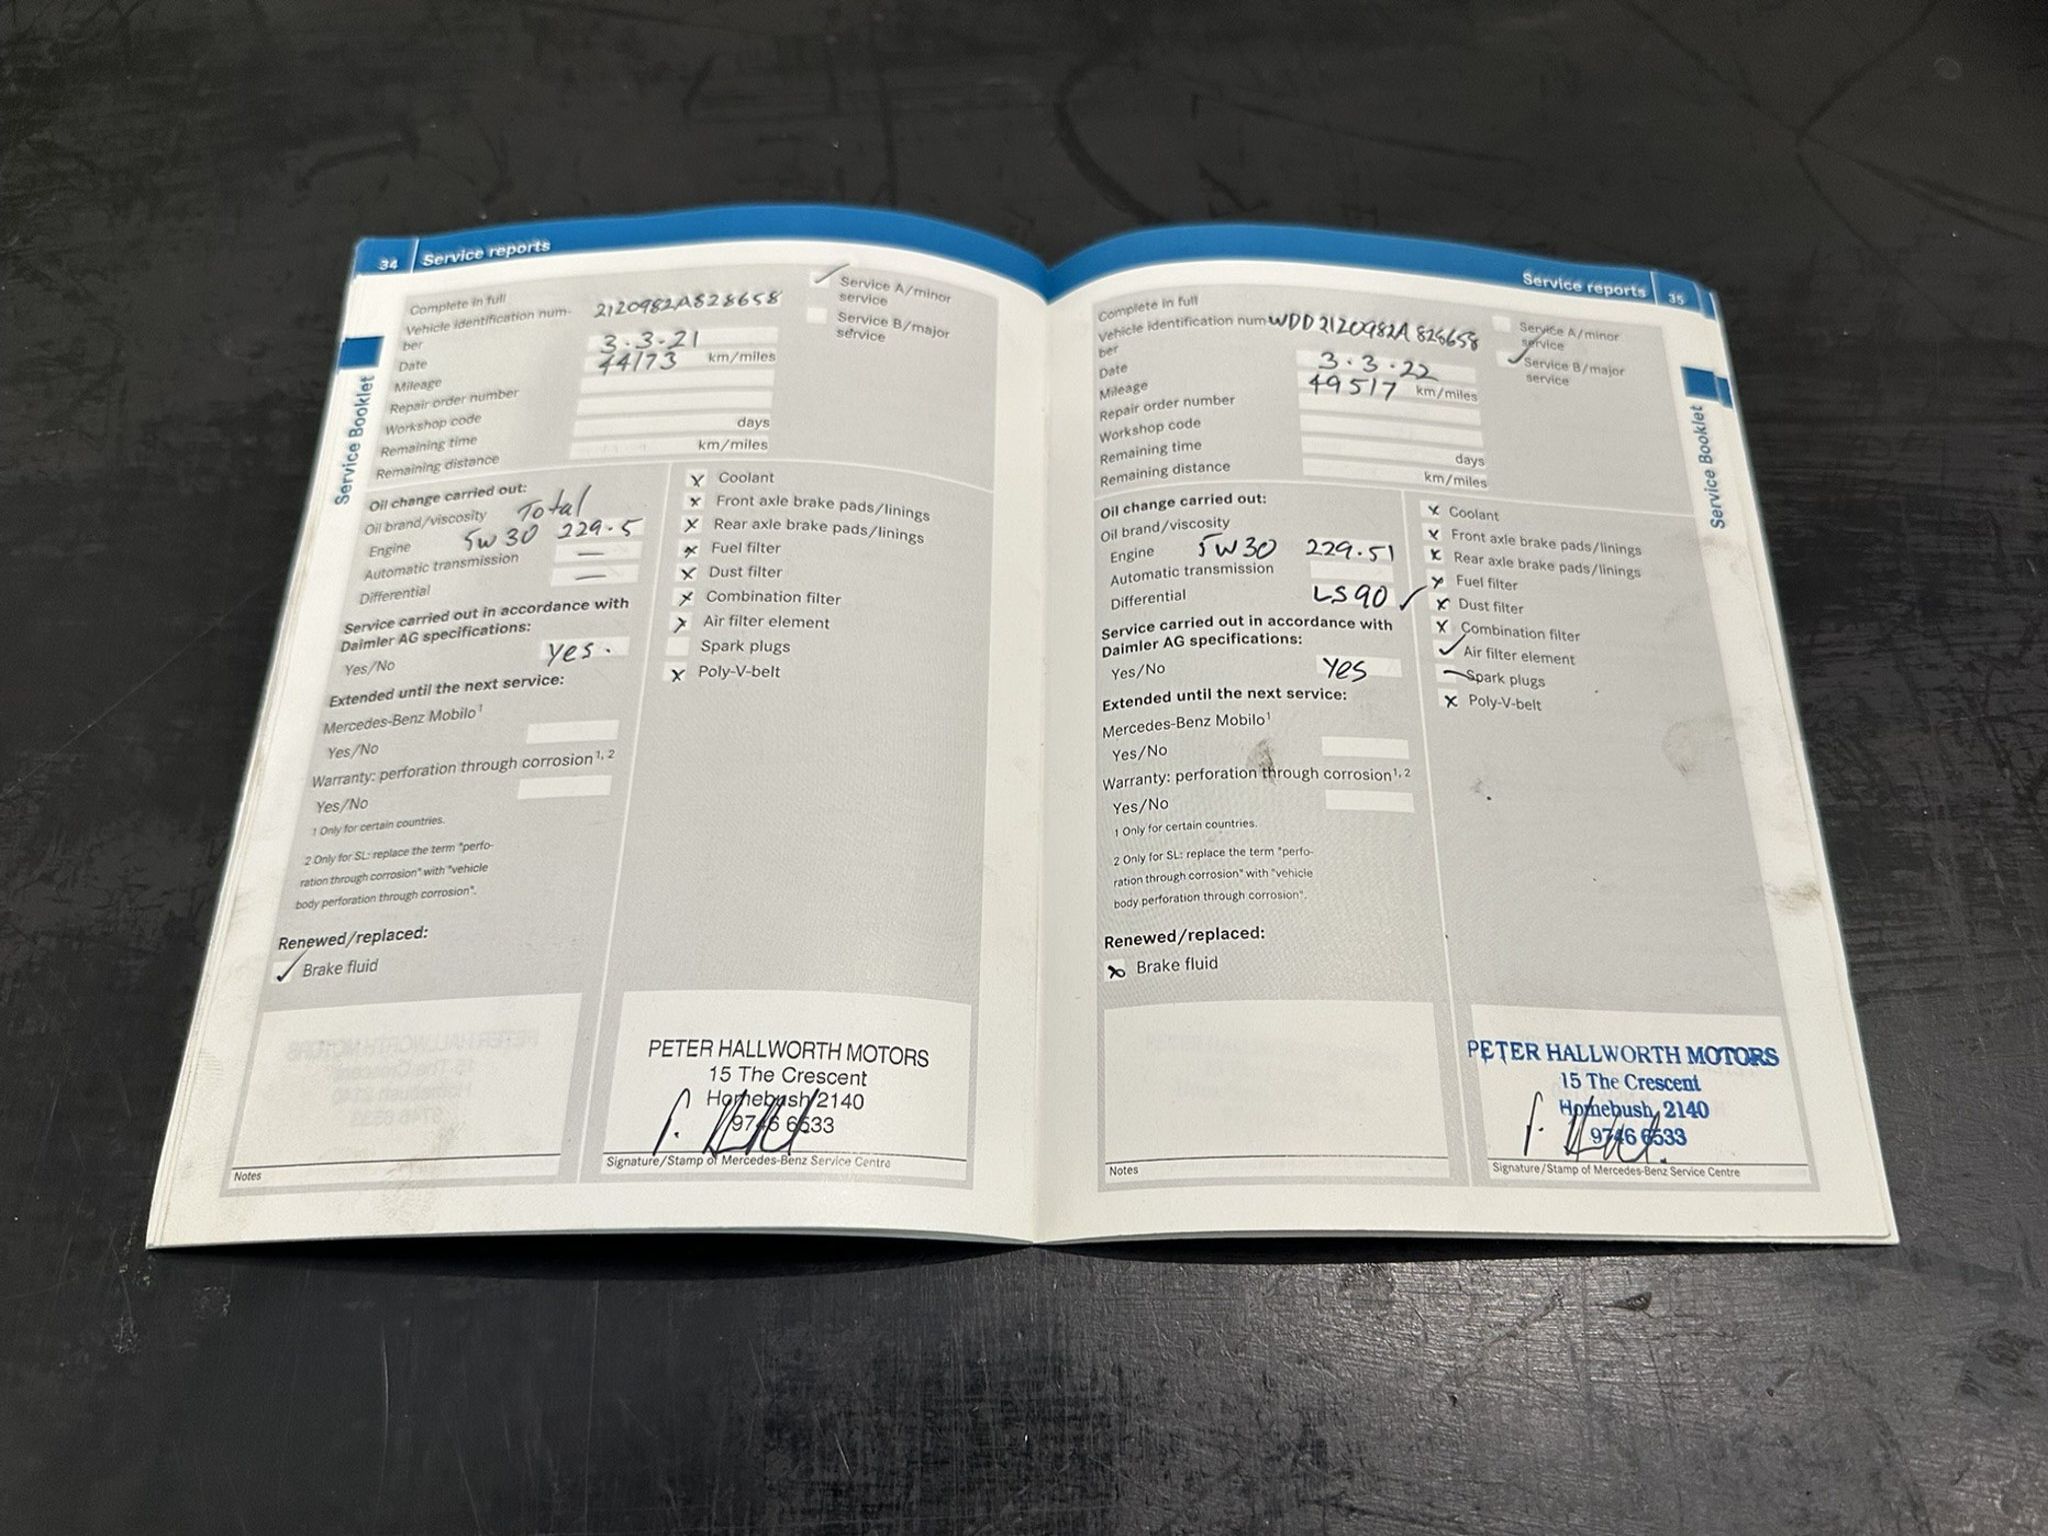 34 Service reports
Complete in full
Vehicle identification num-
ber
2120982A828658
Date 3.3.21
Mileage 44173 km/miles
Repair order number
Workshop code
Remaining time days
Remaining distance km/miles
✓ Service A/minor
service
Service B/major
service
Service Booklet
Oil change carried out:
Oil brand/viscosity Total
Engine 5W30 229.5
Automatic transmission —
Differential —
Service carried out in accordance with
Daimler AG specifications:
Yes/No yes.
Extended until the next service:
Mercedes-Benz Mobilo¹
Yes/No
Warranty: perforation through corrosion¹, ²
Yes/No
1 Only for certain countries.
2 Only for SL: replace the term "perfo-
ration through corrosion" with "vehicle
body perforation through corrosion".
Renewed/replaced:
✓ Brake fluid
x Coolant
x Front axle brake pads/linings
x Rear axle brake pads/linings
x Fuel filter
x Dust filter
x Combination filter
x Air filter element
Spark plugs
x Poly-V-belt
Notes
PETER HALLWORTH MOTORS
15 The Crescent
Homebush 2140
9746 6533
Signature/Stamp of Mercedes-Benz Service Centre
Service reports 35
Complete in full
Vehicle identification num
ber
WDD2120982A828658
Date 3.3.22
Mileage 49517 km/miles
Repair order number
Workshop code
Remaining time days
Remaining distance km/miles
Service A/minor
service
✓ Service B/major
service
Service Booklet
Oil change carried out:
Oil brand/viscosity
Engine 5W30 229.51
Automatic transmission
Differential LS90 ✓
Service carried out in accordance with
Daimler AG specifications:
Yes/No Yes
Extended until the next service:
Mercedes-Benz Mobilo¹
Yes/No
Warranty: perforation through corrosion¹, ²
Yes/No
1 Only for certain countries.
2 Only for SL: replace the term "perfo-
ration through corrosion" with "vehicle
body perforation through corrosion".
Renewed/replaced:
x Brake fluid
x Coolant
x Front axle brake pads/linings
x Rear axle brake pads/linings
x Fuel filter
x Dust filter
x Combination filter
✓ Air filter element
— Spark plugs
x Poly-V-belt
Notes
PETER HALLWORTH MOTORS
15 The Crescent
Homebush, 2140
9746 6533
Signature/Stamp of Mercedes-Benz Service Centre